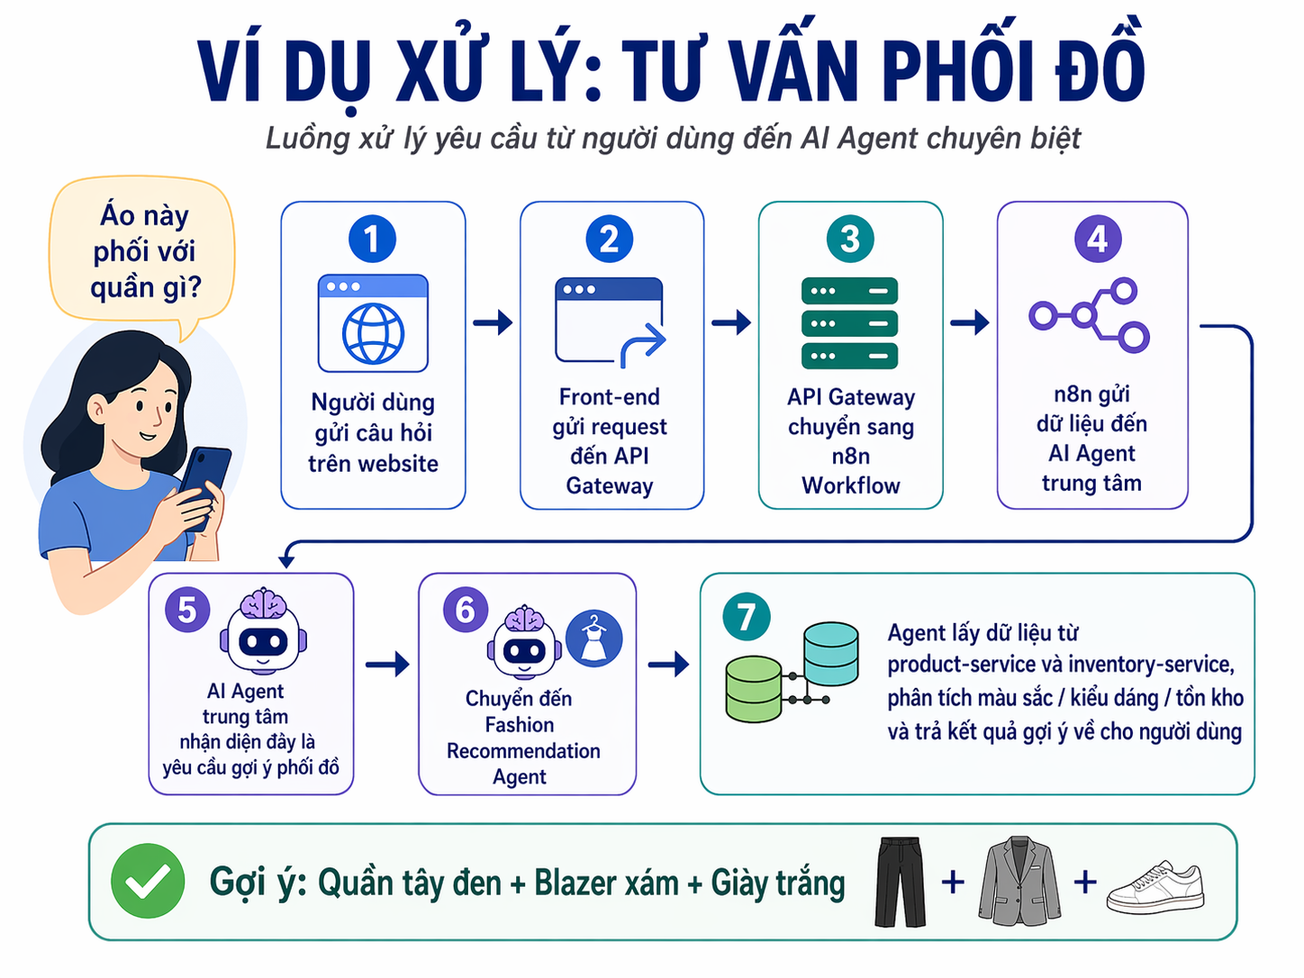 VÍ DỤ XỬ LÝ: TƯ VẤN PHỐI ĐỒ
Luồng xử lý yêu cầu từ người dùng đến AI Agent chuyên biệt
Áo này
phối với
quần gì?
1
Người dùng
gửi câu hỏi
trên website
2
Front-end
gửi request
đến API
Gateway
3
API Gateway
chuyển sang
n8n
Workflow
4
n8n gửi
dữ liệu đến
AI Agent
trung tâm
5
AI Agent
trung tâm
nhận diện đây là
yêu cầu gợi ý phối đồ
6
Chuyển đến
Fashion
Recommendation
Agent
7
Agent lấy dữ liệu từ
product-service và inventory-service,
phân tích màu sắc / kiểu dáng / tồn kho
và trả kết quả gợi ý về cho người dùng
Gợi ý: Quần tây đen + Blazer xám + Giày trắng
+
+